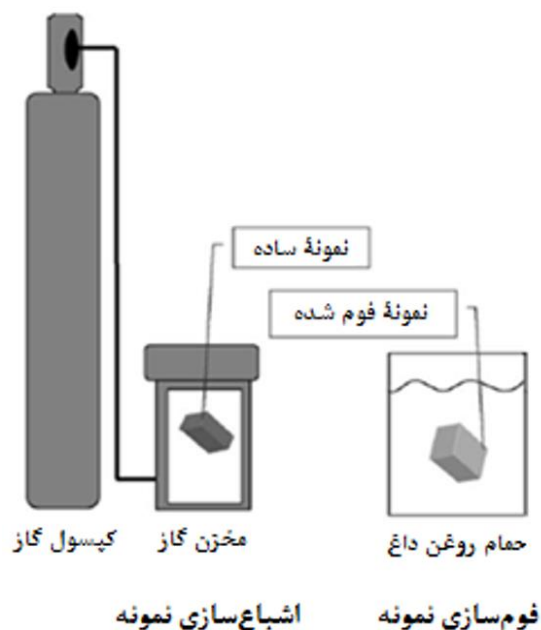 نمونهٔ ساده
نمونهٔ فوم شده
حمام روغن داغ
مخزن گاز
کپسول گاز
فوم‌سازی نمونه
اشباع‌سازی نمونه